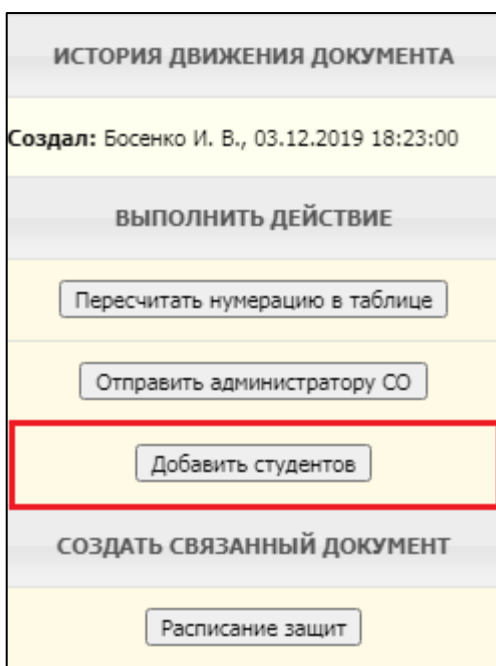 ИСТОРИЯ ДВИЖЕНИЯ ДОКУМЕНТА
Создал: Босенко И. В., 03.12.2019 18:23:00
ВЫПОЛНИТЬ ДЕЙСТВИЕ
Пересчитать нумерацию в таблице
Отправить администратору СО
Добавить студентов
СОЗДАТЬ СВЯЗАННЫЙ ДОКУМЕНТ
Расписание защит